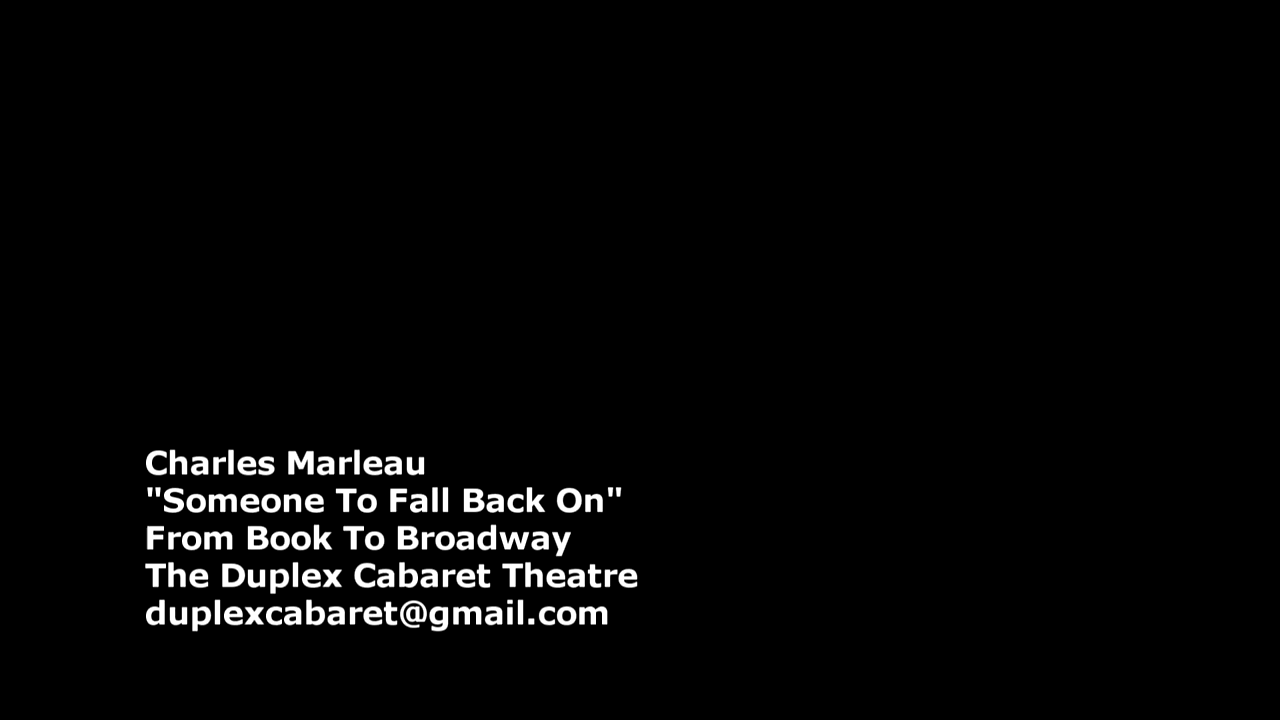 Charles Marleau
"Someone To Fall Back On"
From Book To Broadway
The Duplex Cabaret Theatre
duplexcabaret@gmail.com